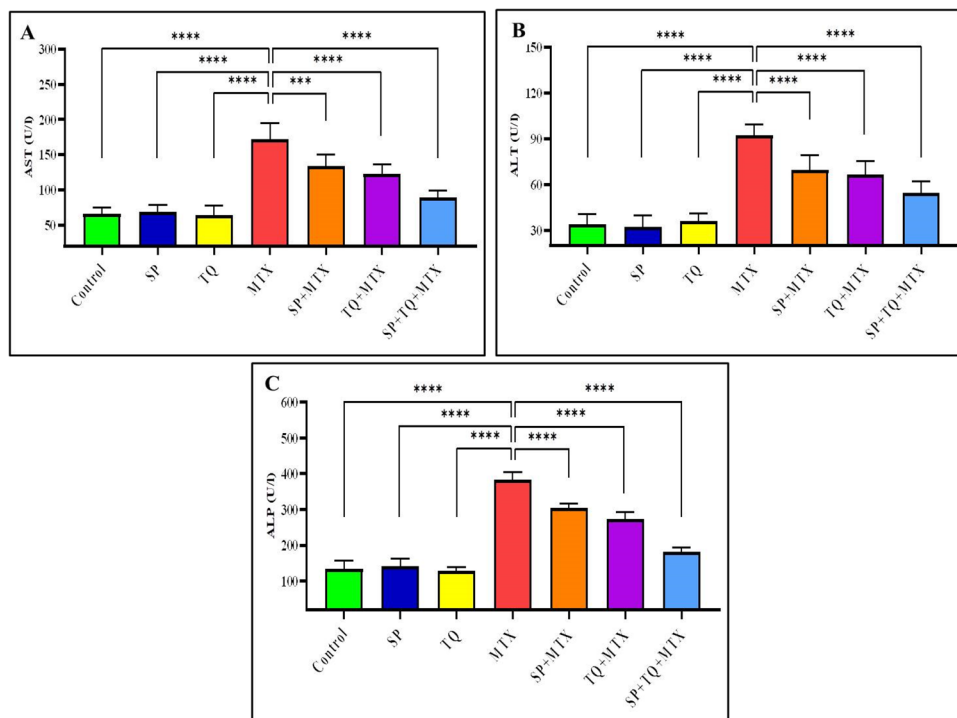 A
AST (U/l)
300
250
200
150
100
50
**** ****
**** ****
**** ***
Control SP TQ MTX SP+MTX TQ+MTX SP+TQ+MTX
B
ALT (U/l)
150
120
90
60
30
**** ****
**** ****
**** ****
Control SP TQ MTX SP+MTX TQ+MTX SP+TQ+MTX
C
ALP (U/l)
600
500
400
300
200
100
**** ****
**** ****
**** ****
Control SP TQ MTX SP+MTX TQ+MTX SP+TQ+MTX